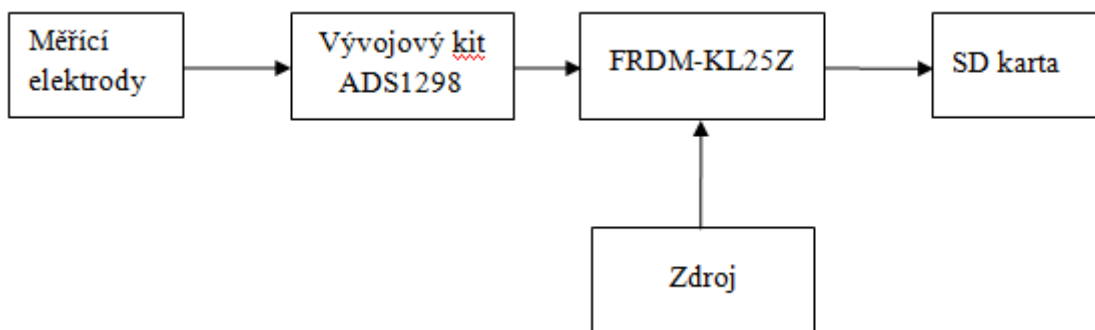 Měřící
elektrody
Vývojový kit
ADS1298
FRDM-KL25Z
SD karta
Zdroj